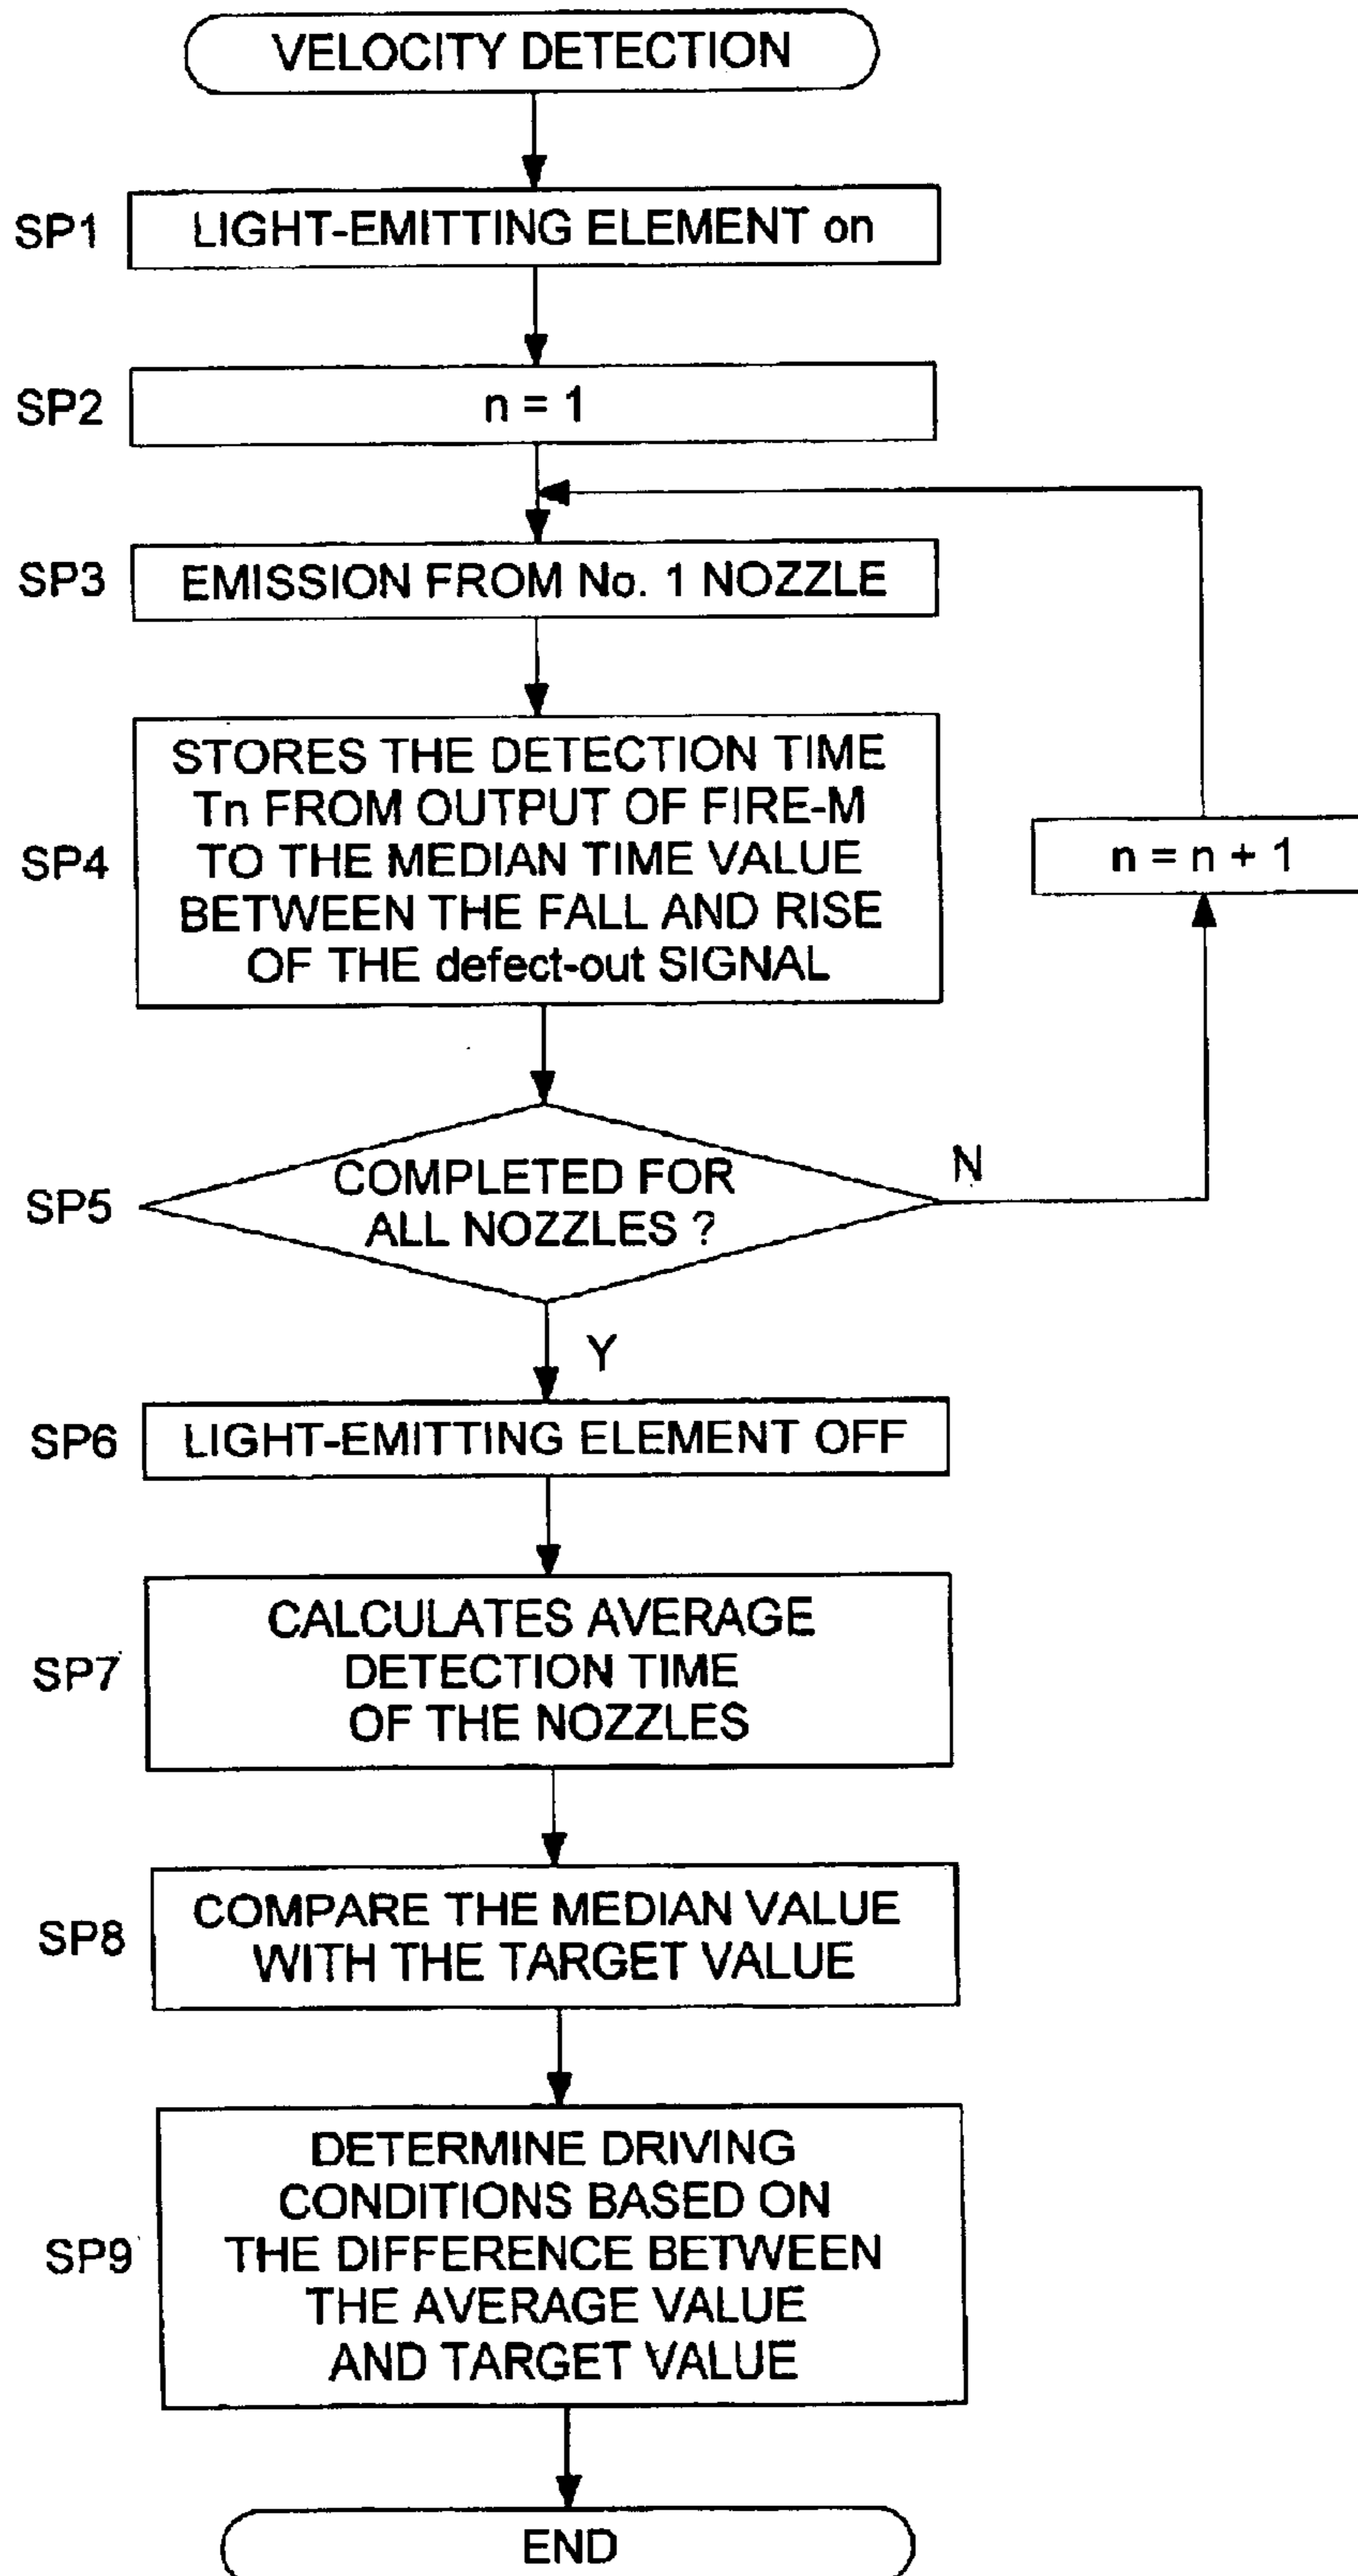 VELOCITY DETECTION
SP1
LIGHT-EMITTING ELEMENT on
SP2
n = 1
SP3
EMISSION FROM No. 1 NOZZLE
SP4
STORES THE DETECTION TIME
Tn FROM OUTPUT OF FIRE-M
TO THE MEDIAN TIME VALUE
BETWEEN THE FALL AND RISE
OF THE defect-out SIGNAL
n = n + 1
SP5
COMPLETED FOR
ALL NOZZLES ?
N
Y
SP6
LIGHT-EMITTING ELEMENT OFF
SP7
CALCULATES AVERAGE
DETECTION TIME
OF THE NOZZLES
SP8
COMPARE THE MEDIAN VALUE
WITH THE TARGET VALUE
SP9
DETERMINE DRIVING
CONDITIONS BASED ON
THE DIFFERENCE BETWEEN
THE AVERAGE VALUE
AND TARGET VALUE
END